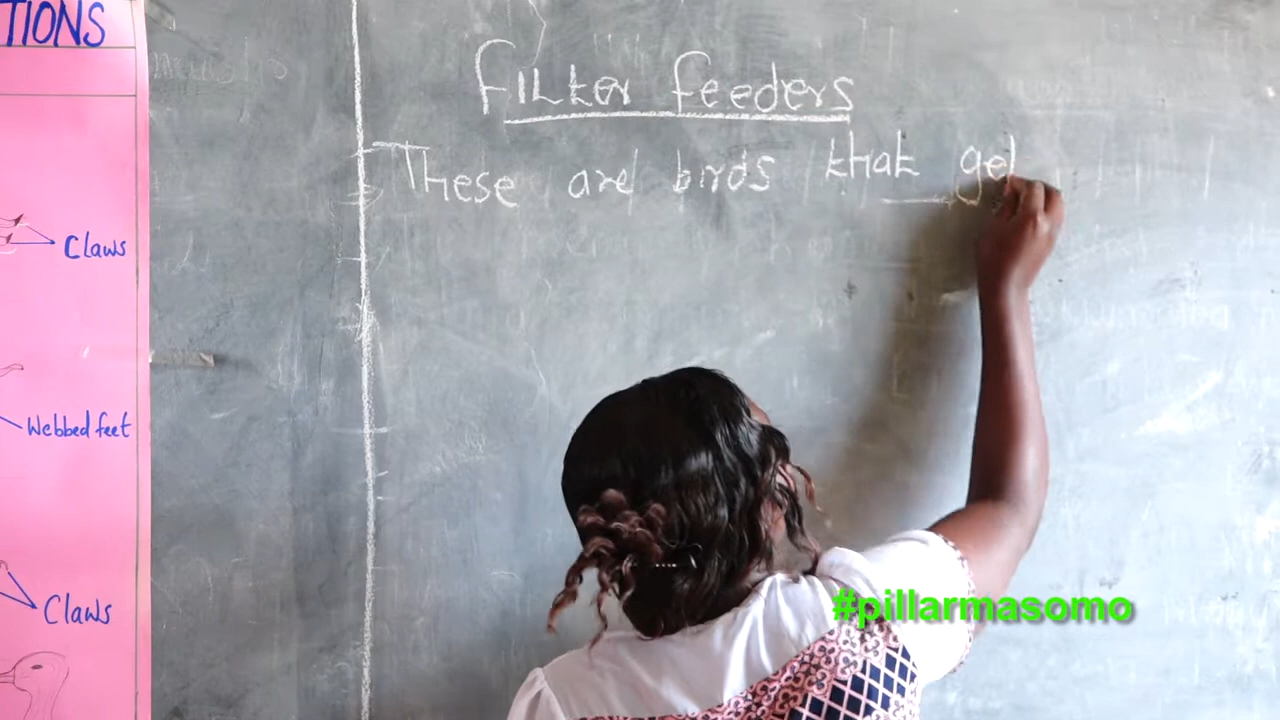 TIONS
Filter feeders
These are birds that get
Claws
Webbed feet
Claws
#pillarmasomo